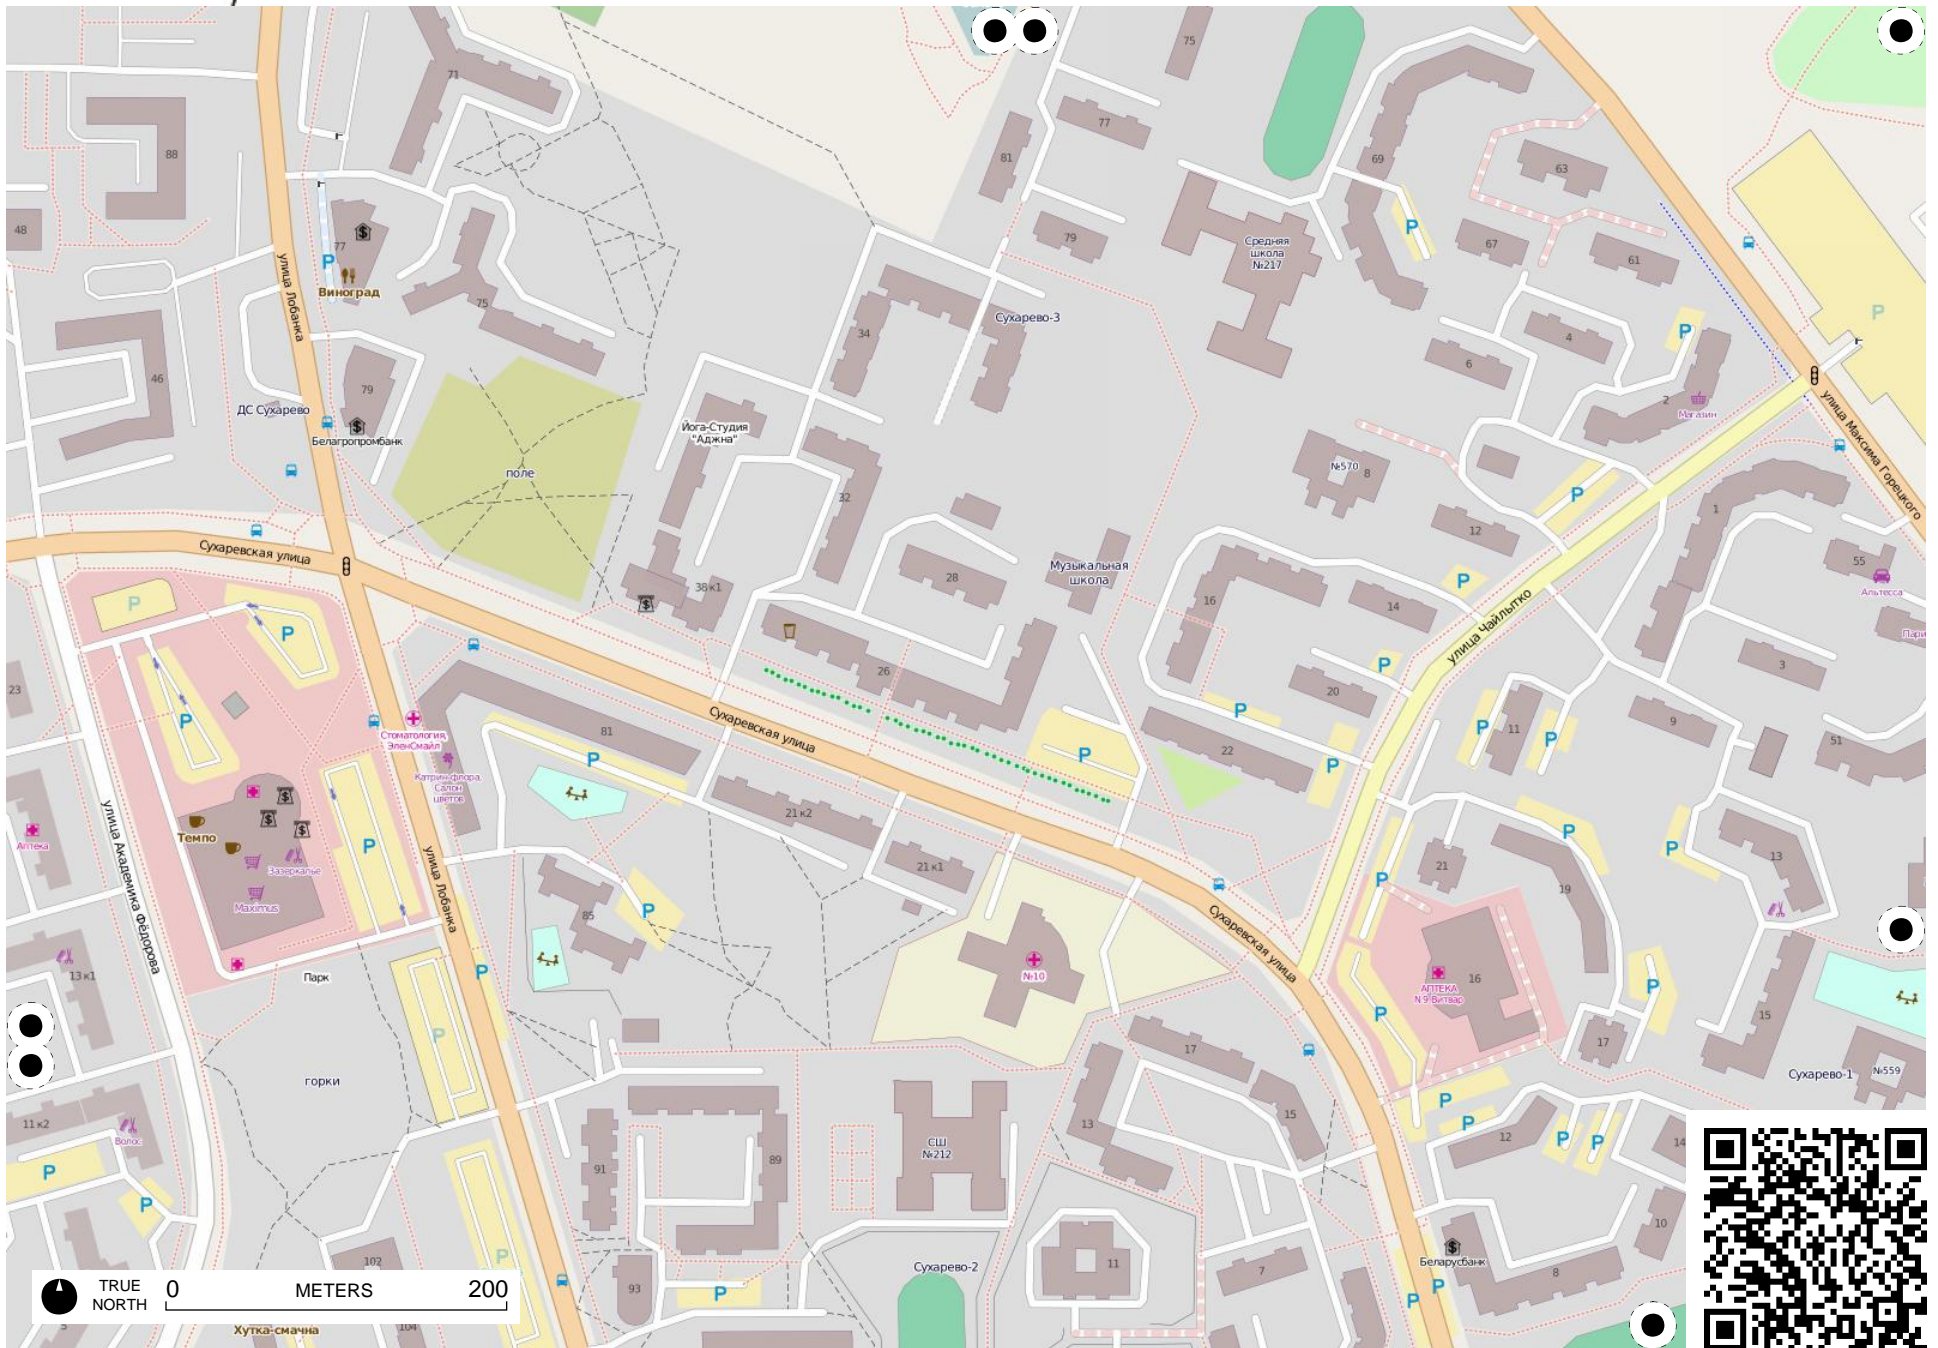 75
71
77
88
81
69
63
48
79
67
61
Средняя
школа
№217
77
P
P
Виноград
улица Лобанка
75
34
Сухарево-3
P
4
P
46
79
6
2
Магазин
ДС Сухарево
Белагропромбанк
Йога-Студия
"Аджна"
улица Максима Горецкого
поле
32
№570
8
P
1
12
Сухаревская улица
28
Музыкальная
школа
P
55
Альтесса
38 к1
16
14
улица Чайлытко
P
P
26
P
3
23
20
P
P
Сухаревская улица
P
11
P
9
51
Стоматология,
ЭленСмайл
81
P
P
22
P
Катрин-флора.
Салон
цветов
21 к2
Темпо
P
P
P
13
Аптека
Зазеркалье
Maximus
улица Лобанка
21 к1
21
P
19
улица Академика Фёдорова
85
P
Сухаревская улица
13 к1
Парк
P
№10
АПТЕКА
N 9 Витвар
16
P
P
15
P
17
17
горки
Сухарево-1
№559
11 к2
Волос
13
15
P
P
12
P
P
14
СШ
№212
91
89
P
P
10
102
P
Сухарево-2
11
7
Беларусбанк
8
93
P
P
P
TRUE
NORTH
0
METERS
200
Хутка-смачна
5
104